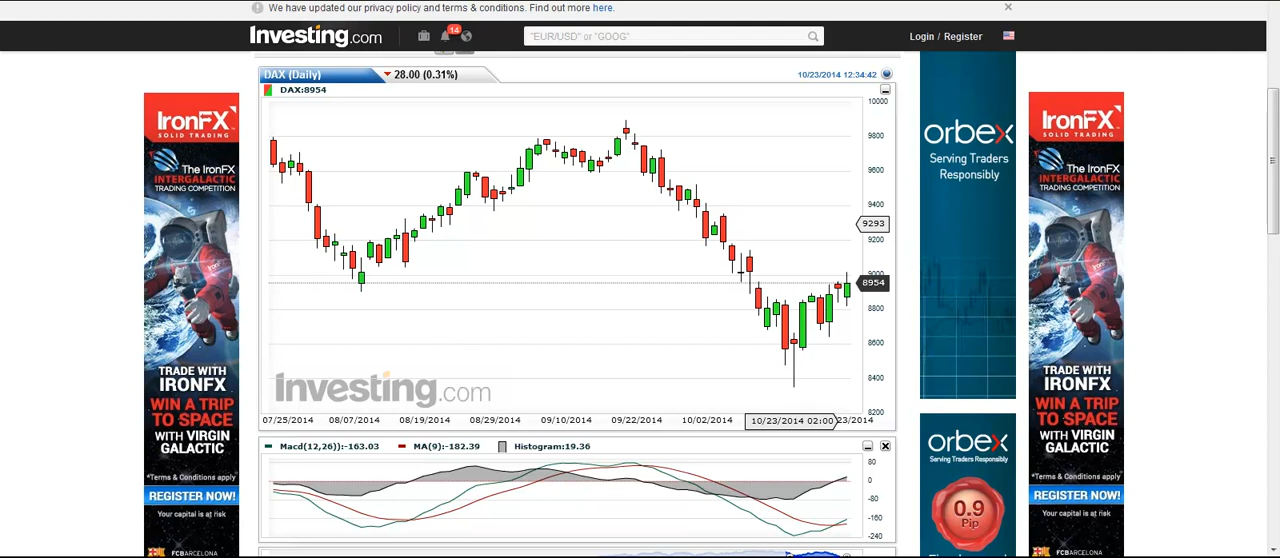 We have updated our privacy policy and terms & conditions. Find out more here.
Investing.com
14
"EUR/USD" or "GOOG"
Login / Register
DAX (Daily)
28.00 (0.31%)
10/23/2014 12:34:42
DAX:8954
10000
9800
9600
9400
9293
9200
9000
8954
8800
8600
8400
8200
Investing.com
07/25/2014
08/07/2014
08/19/2014
08/29/2014
09/10/2014
09/22/2014
10/02/2014
10/23/2014 02:00
23/2014
Macd(12,26)):-163.03
MA(9):-182.39
Histogram:19.36
80
0
-80
-160
-240
IronFX
SOLID TRADING
The IronFX
INTERGALACTIC
TRADING COMPETITION
TRADE WITH
IRONFX
WIN A TRIP
TO SPACE
WITH VIRGIN
GALACTIC
*Terms & Conditions apply
REGISTER NOW!
Your capital is at risk
FCBARCELONA
orbex
Serving Traders
Responsibly
orbex
Serving Traders Responsibly
0.9
Pip
IronFX
SOLID TRADING
The IronFX
INTERGALACTIC
TRADING COMPETITION
TRADE WITH
IRONFX
WIN A TRIP
TO SPACE
WITH VIRGIN
GALACTIC
*Terms & Conditions apply
REGISTER NOW!
Your capital is at risk
FCBARCELONA